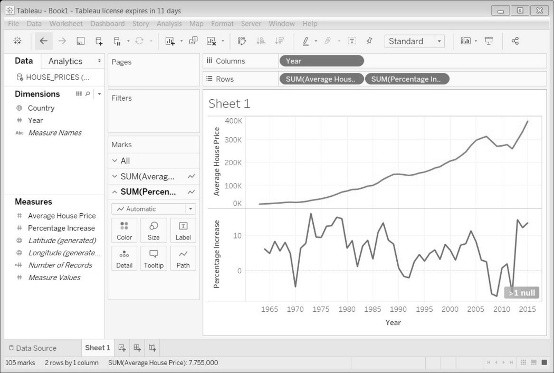 Tableau - Book1 - Tableau license expires in 11 days
File Data Worksheet Dashboard Story Analysis Map Format Server Window Help
Standard
Data Analytics
HOUSE_PRICES (...
Dimensions
Country
Year
Abc Measure Names
Measures
Average House Price
Percentage Increase
Latitude (generated)
Longitude (generate...
Number of Records
Measure Values
Pages
Filters
Marks
All
SUM(Averag...
SUM(Percen...
Automatic
Color Size Label
Detail Tooltip Path
Columns Year
Rows SUM(Average Hous.. SUM(Percentage In..
Sheet 1
Average House Price
400K
300K
200K
100K
0K
Percentage Increase
10
0
>1 null
1965 1970 1975 1980 1985 1990 1995 2000 2005 2010 2015
Year
Data Source Sheet 1
105 marks 2 rows by 1 column SUM(Average House Price): 7,755,000